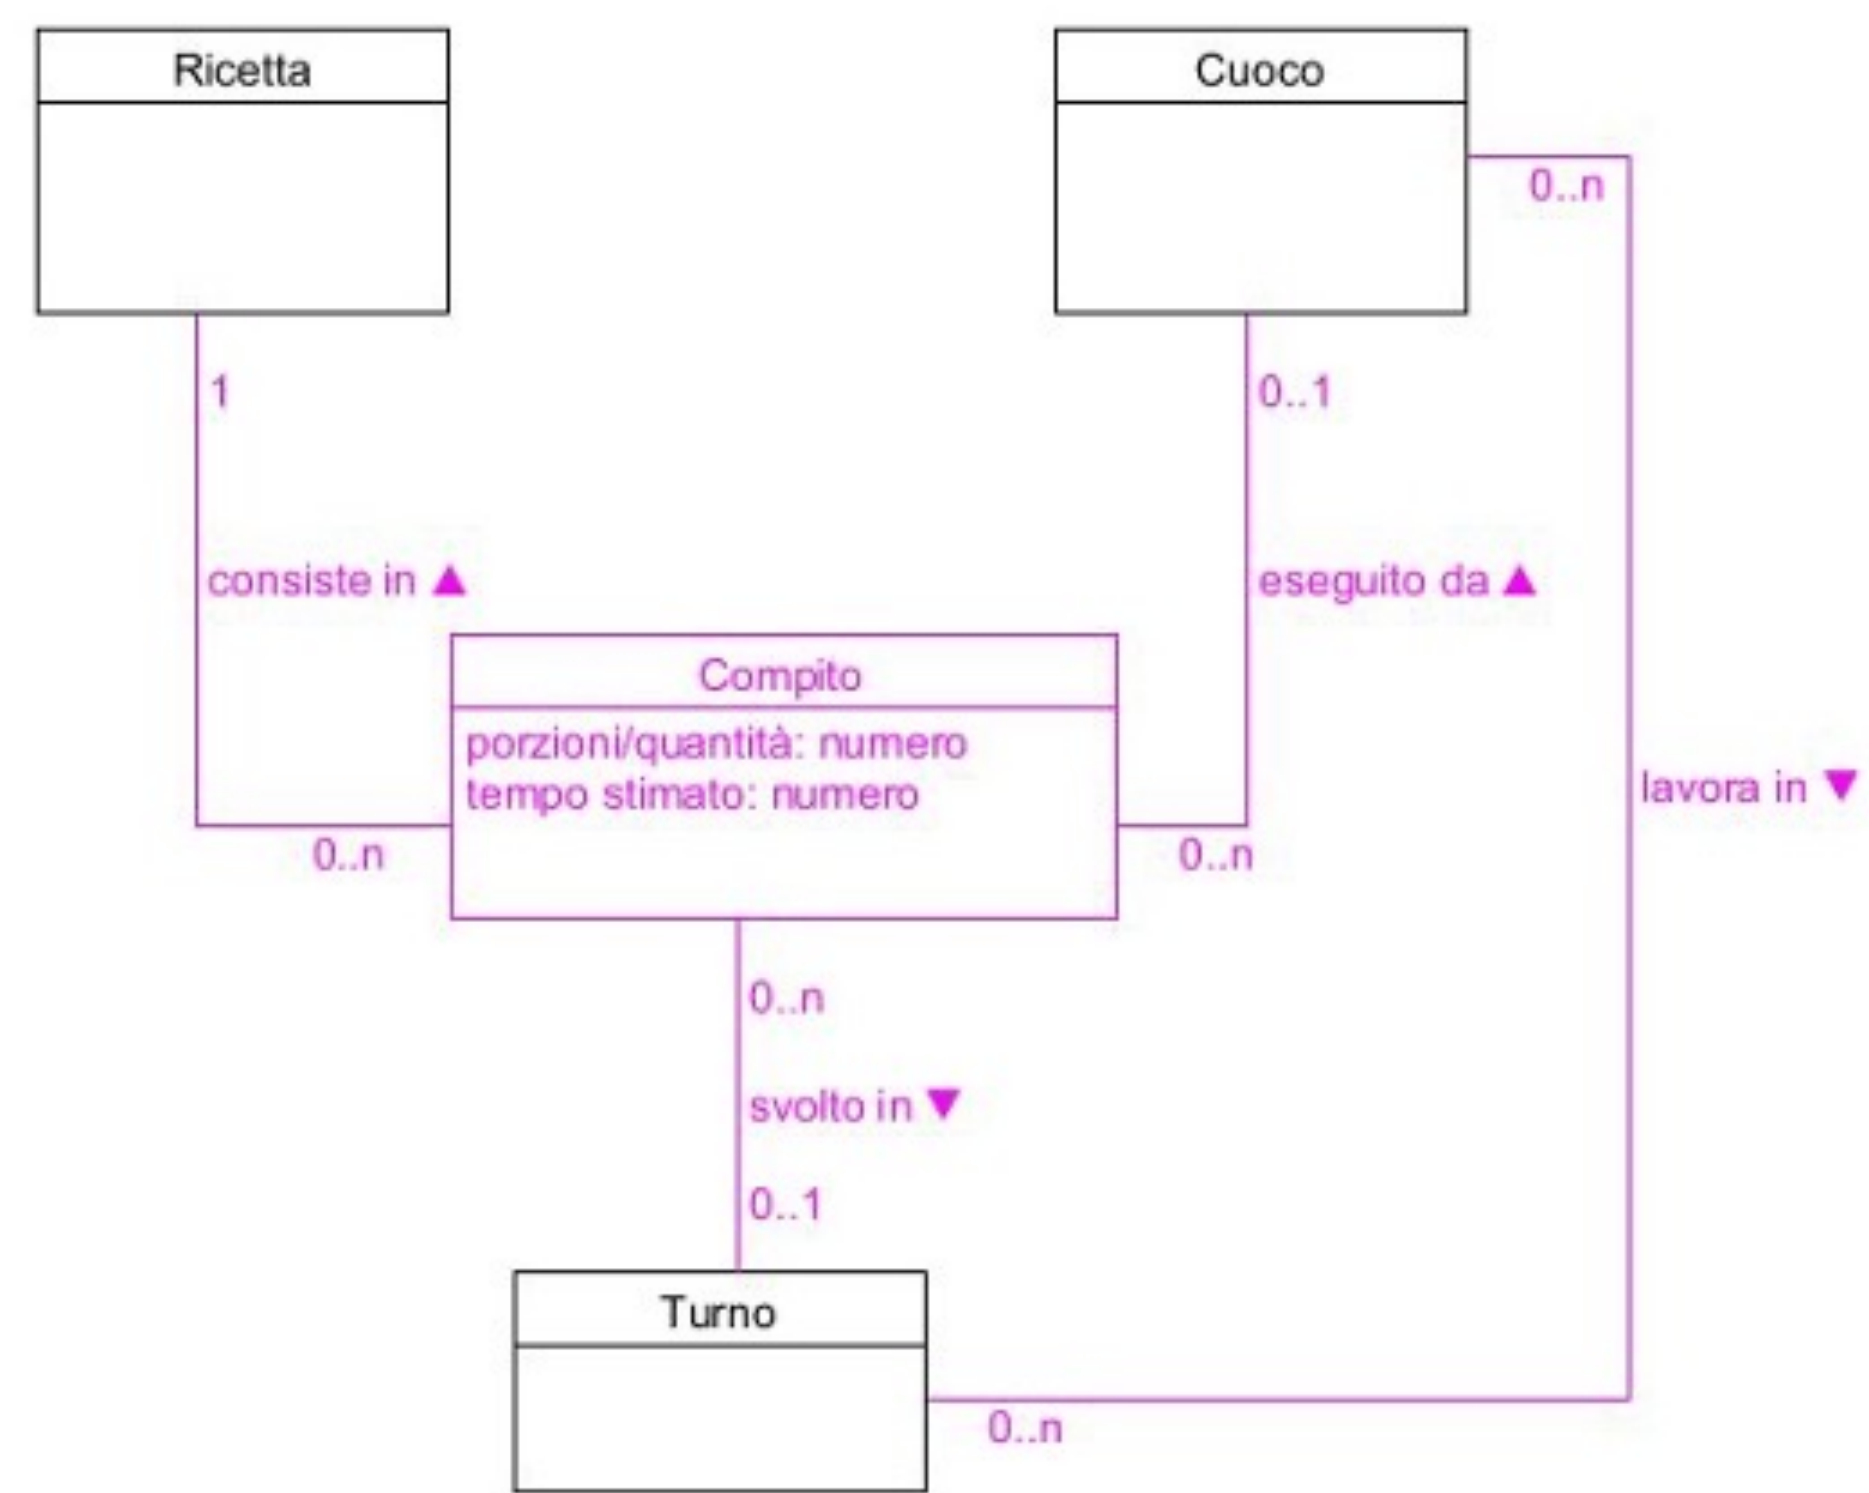 Ricetta
Cuoco
0..n
1
0..1
consiste in ▲
eseguito da ▲
Compito
porzioni/quantità: numero
tempo stimato: numero
lavora in ▼
0..n
0..n
0..n
svolto in ▼
0..1
Turno
0..n